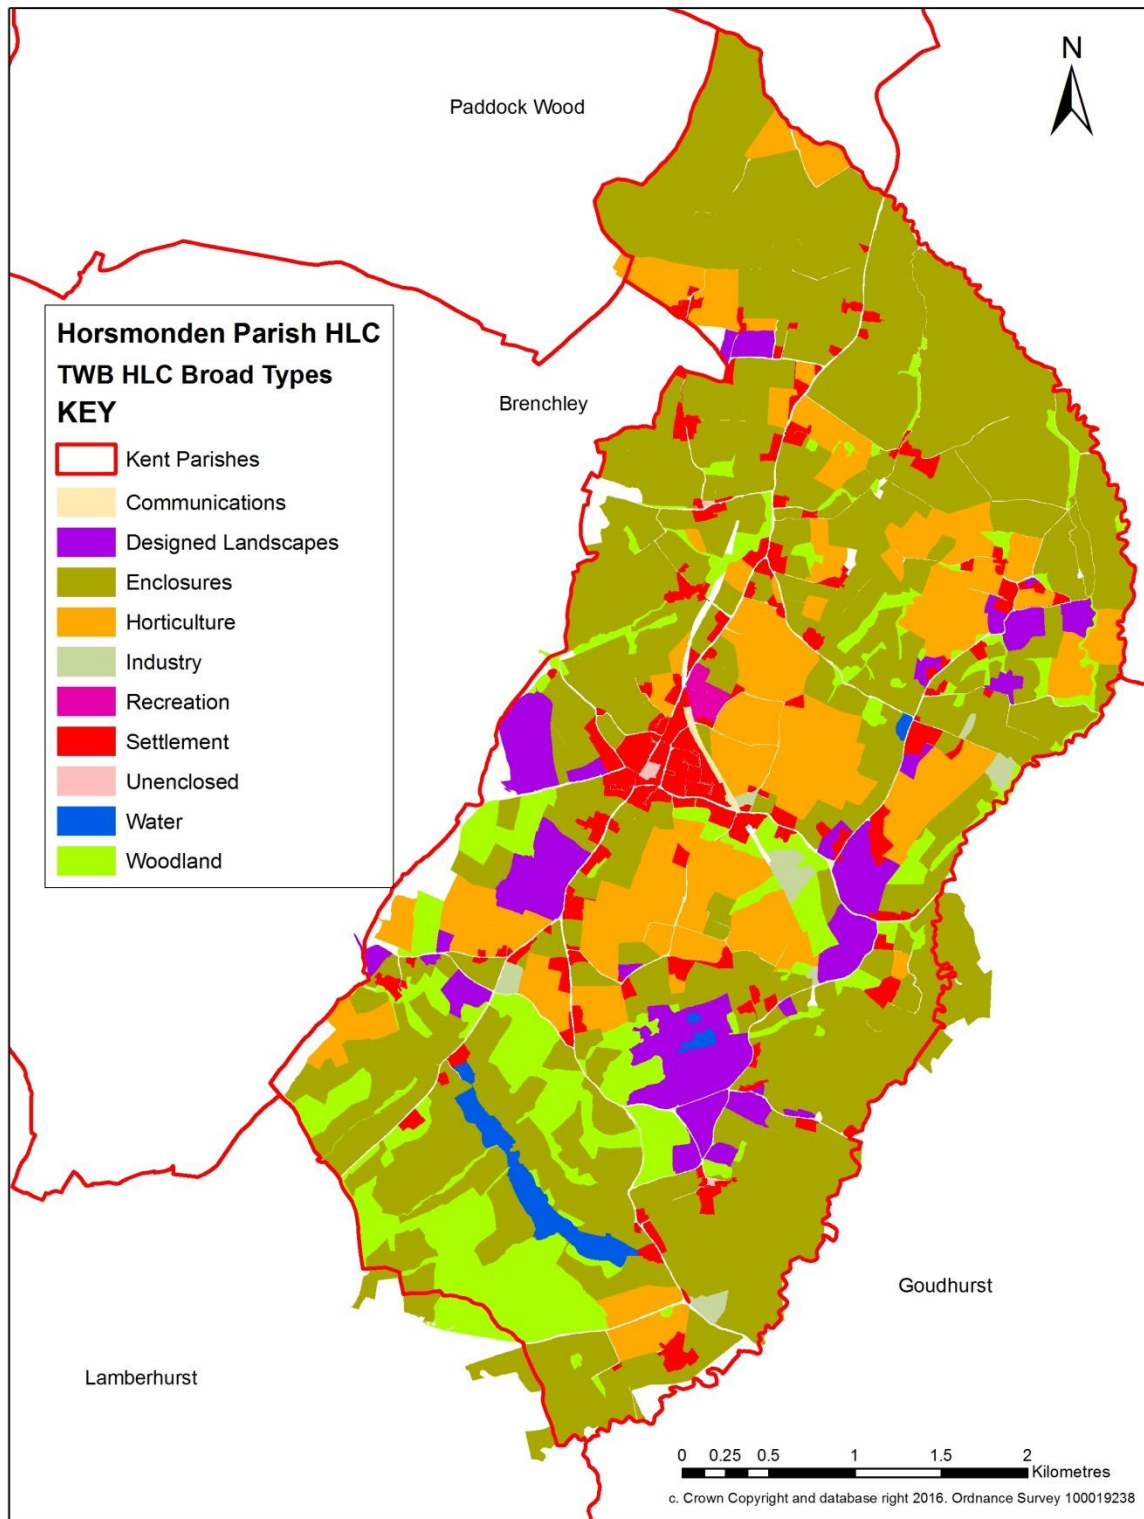 N
Paddock Wood
Horsmonden Parish HLC
TWB HLC Broad Types
KEY
Kent Parishes
Communications
Designed Landscapes
Enclosures
Horticulture
Industry
Recreation
Settlement
Unenclosed
Water
Woodland
Brenchley
Goudhurst
Lamberhurst
0 0.25 0.5 1 1.5 2
Kilometres
c. Crown Copyright and database right 2016. Ordnance Survey 100019238